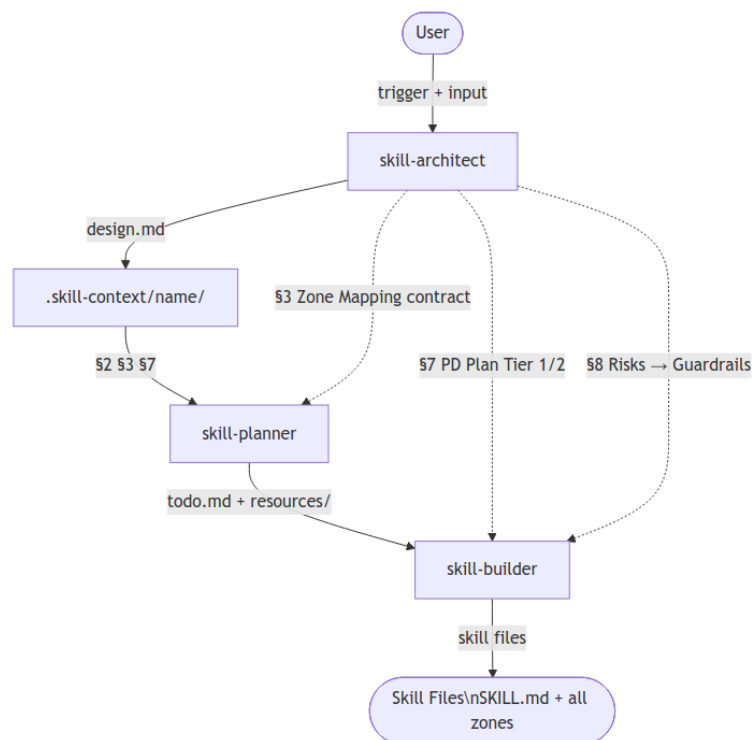 User
trigger + input
skill-architect
design.md
.skill-context/name/
§3 Zone Mapping contract
§2 §3 §7
§7 PD Plan Tier 1/2
§8 Risks → Guardrails
skill-planner
todo.md + resources/
skill-builder
skill files
Skill Files\nSKILL.md + all
zones